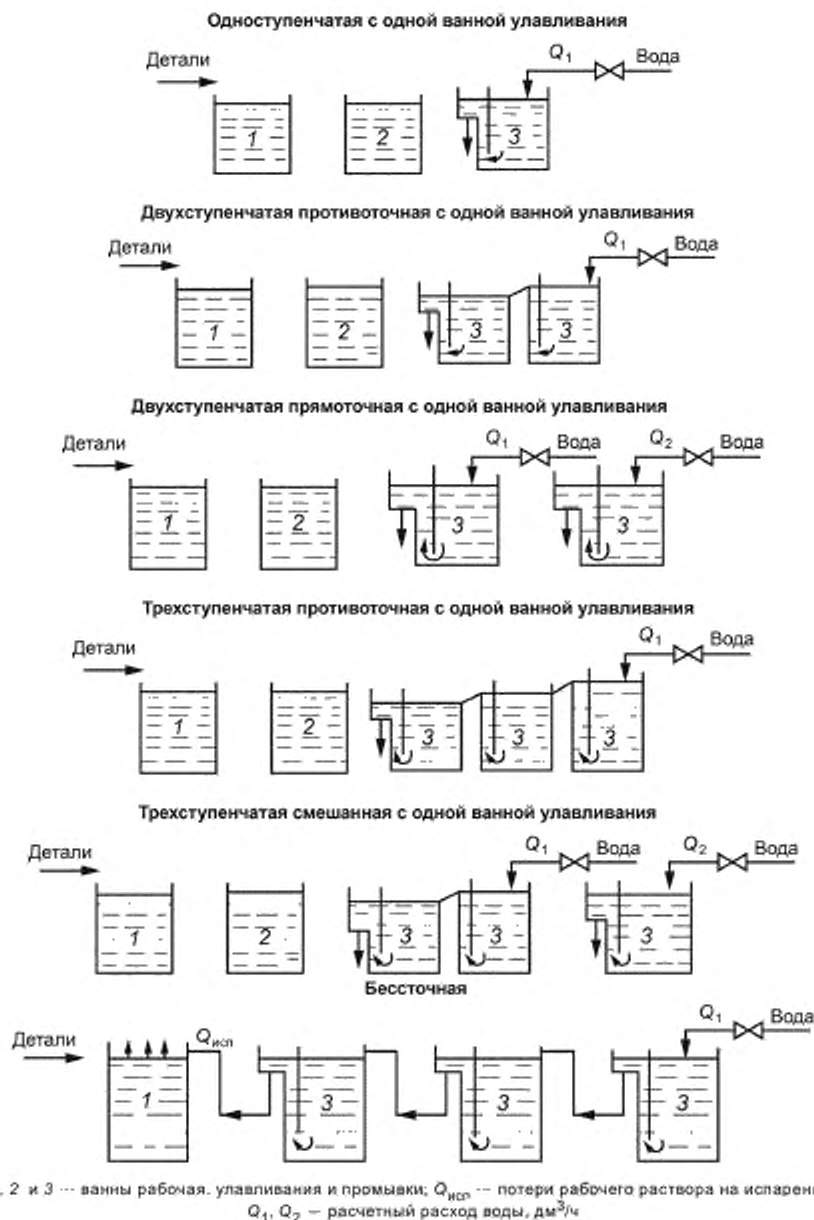 Одноступенчатая с одной ванной улавливания
Детали
Q₁
Вода
1
2
3
Двухступенчатая противоточная с одной ванной улавливания
Детали
Q₁
Вода
1
2
3
3
Двухступенчатая прямоточная с одной ванной улавливания
Детали
Q₁
Вода
Q₂
Вода
1
2
3
3
Трехступенчатая противоточная с одной ванной улавливания
Детали
Q₁
Вода
1
2
3
3
3
Трехступенчатая смешанная с одной ванной улавливания
Детали
Q₁
Вода
Q₂
Вода
1
2
3
3
3
Бессточная
Детали
Qисп
Q₁
Вода
1
3
3
3
, 2 и 3 --- ванны рабочая. улавливания и промывки; Qисп --- потери рабочего раствора на испарен
Q₁, Q₂ — расчетный расход воды, дм³/ч